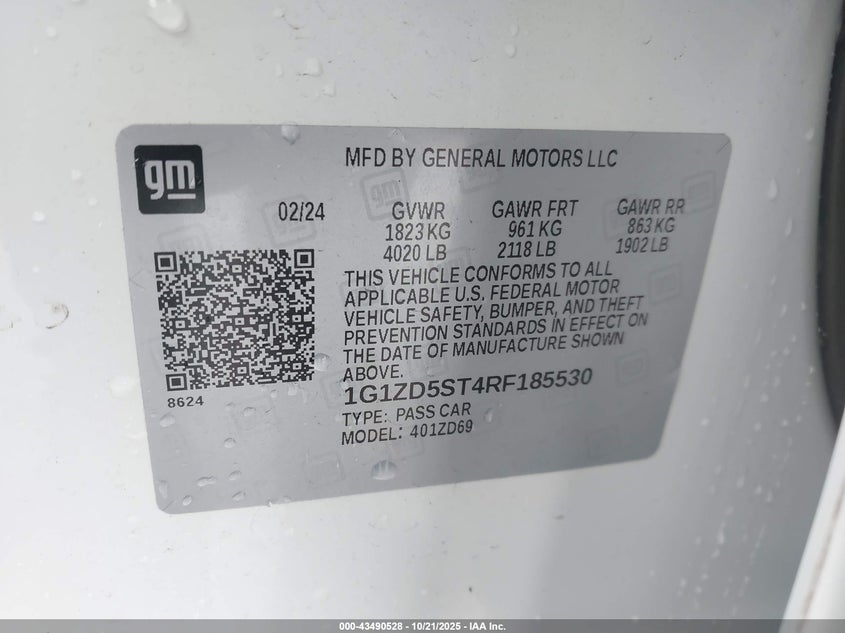 gm
MFD BY GENERAL MOTORS LLC
02/24 GVWR GAWR FRT GAWR RR
1823 KG 961 KG 863 KG
4020 LB 2118 LB 1902 LB
THIS VEHICLE CONFORMS TO ALL
APPLICABLE U.S. FEDERAL MOTOR
VEHICLE SAFETY, BUMPER, AND THEFT
PREVENTION STANDARDS IN EFFECT ON
THE DATE OF MANUFACTURE SHOWN
ABOVE.
8624
1G1ZD5ST4RF185530
TYPE: PASS CAR
MODEL: 401ZD69
000-43490528 - 10/21/2025 - IAA Inc.